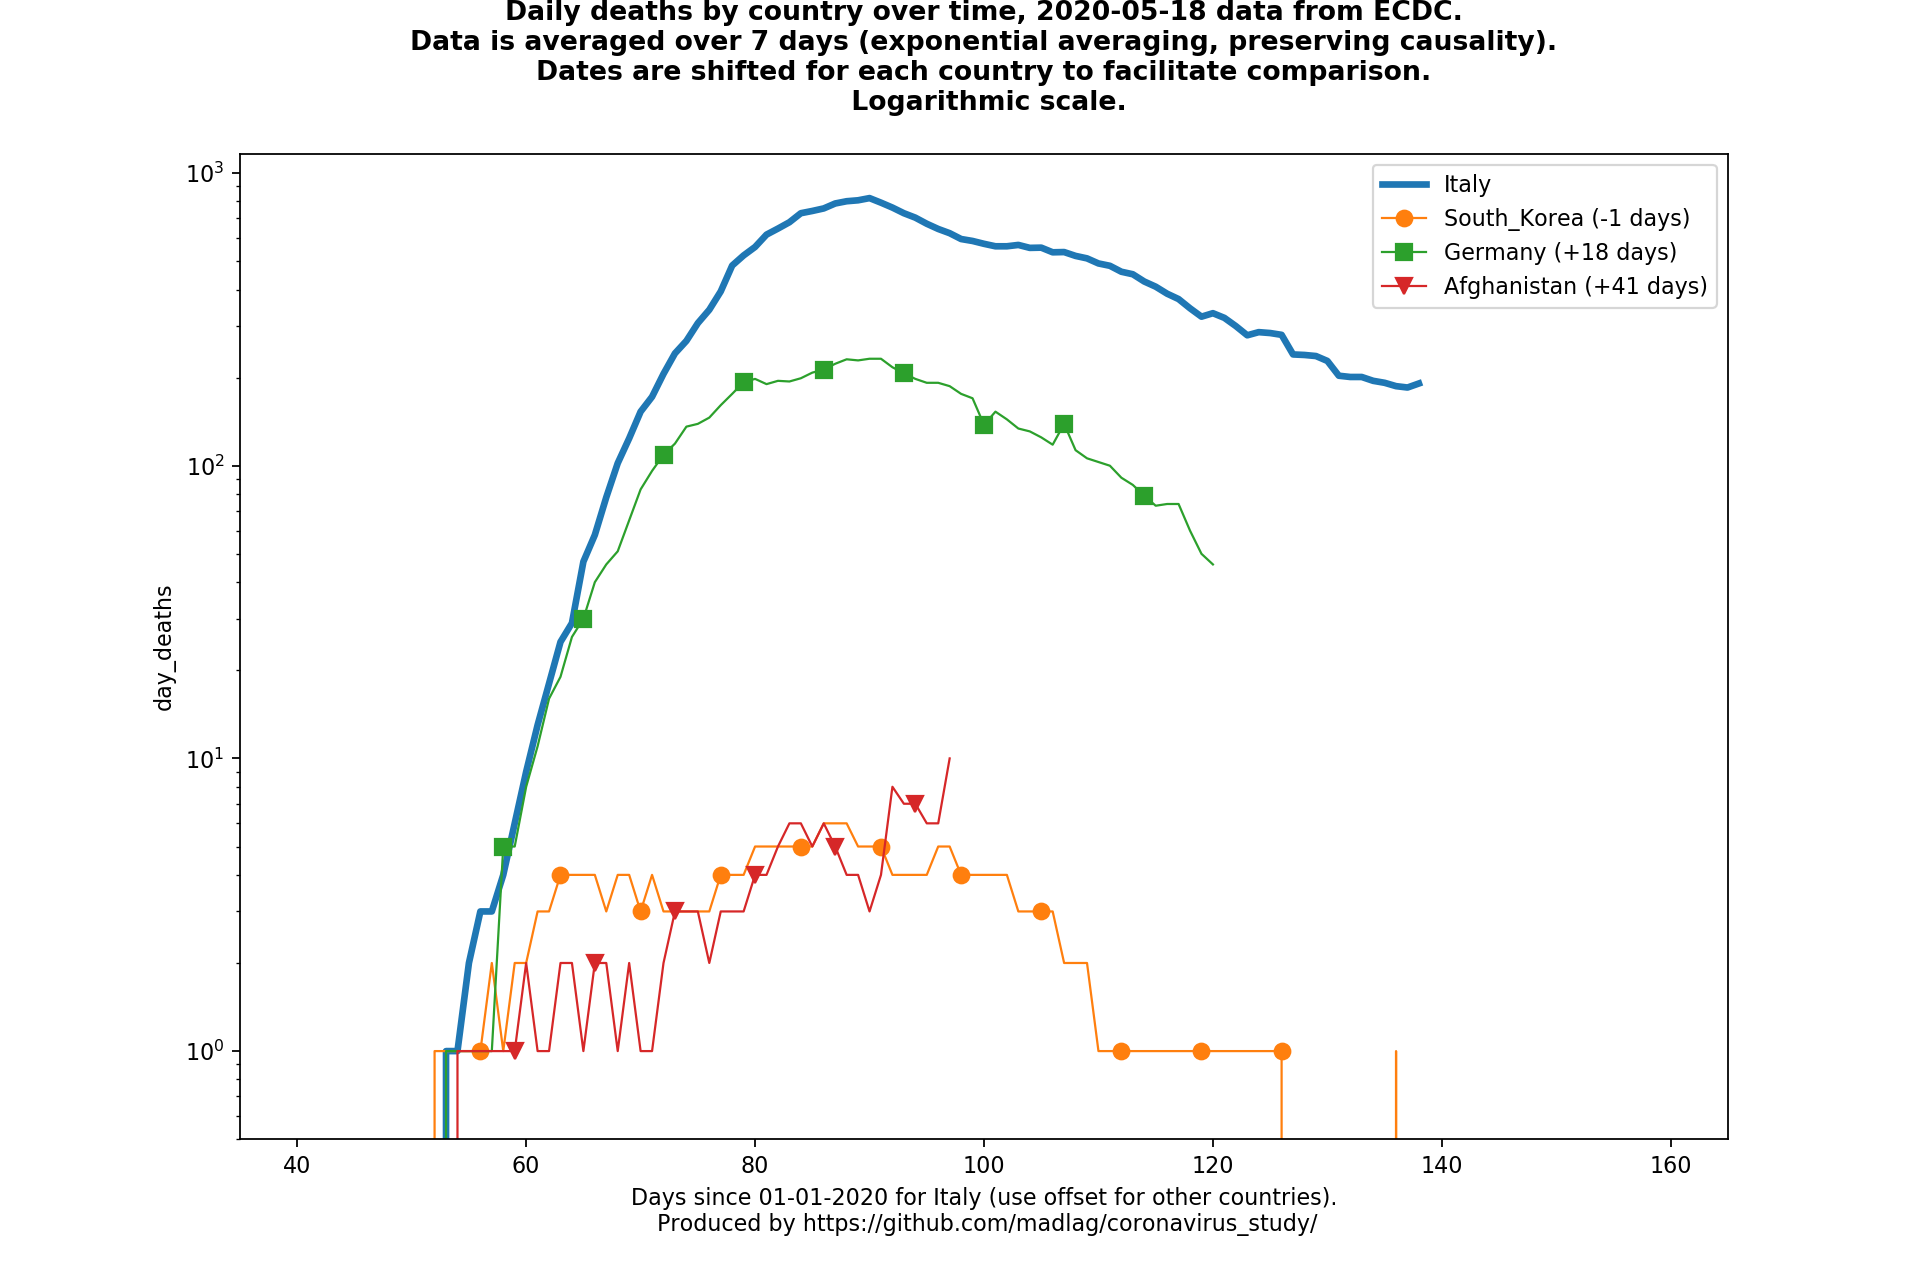 Daily deaths by country over time, 2020-05-18 data from ECDC.
Data is averaged over 7 days (exponential averaging, preserving causality).
Dates are shifted for each country to facilitate comparison.
Logarithmic scale.
10³
10²
10¹
10⁰
day_deaths
Italy
South_Korea (-1 days)
Germany (+18 days)
Afghanistan (+41 days)
40 60 80 100 120 140 160
Days since 01-01-2020 for Italy (use offset for other countries).
Produced by https://github.com/madlag/coronavirus_study/